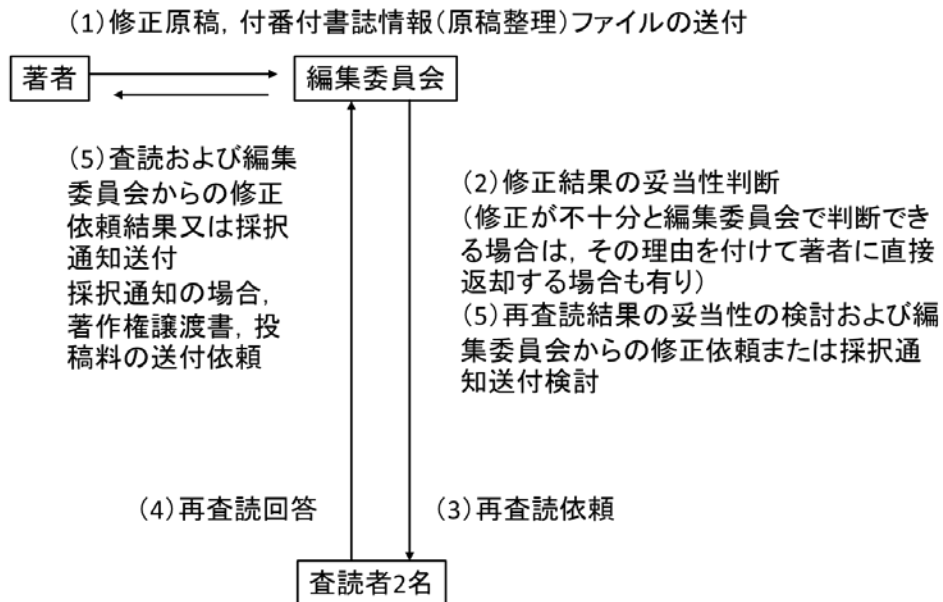 (1)修正原稿, 付番付書誌情報(原稿整理)ファイルの送付
著者
編集委員会
(5)査読および編集
委員会からの修正
依頼結果又は採択
通知送付
採択通知の場合,
著作権譲渡書, 投
稿料の送付依頼
(2)修正結果の妥当性判断
(修正が不十分と編集委員会で判断でき
る場合は, その理由を付けて著者に直接
返却する場合も有り)
(5)再査読結果の妥当性の検討および編
集委員会からの修正依頼または採択通
知送付検討
(4)再査読回答
(3)再査読依頼
査読者2名